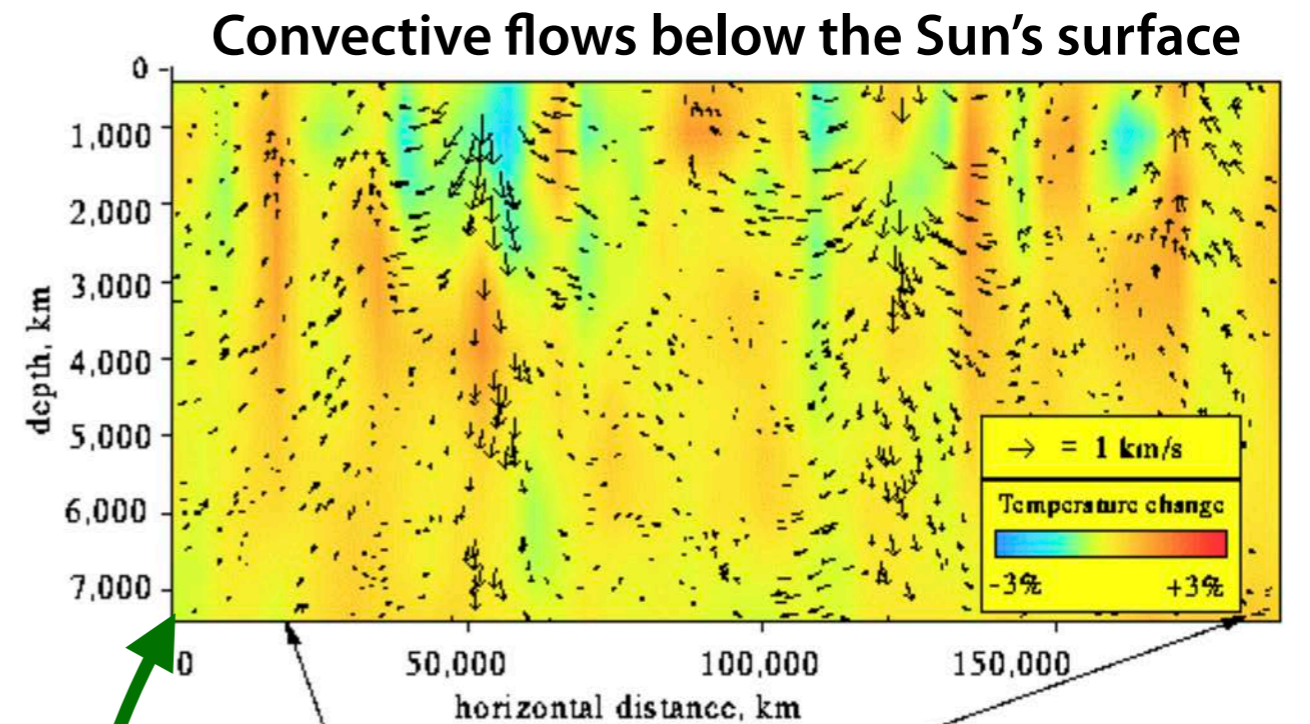 Convective flows below the Sun's surface
0
1,000
2,000
3,000
4,000
5,000
6,000
7,000
depth, km
→ = 1 km/s
Temperature change
-3% +3%
0 50,000 100,000 150,000
horizontal distance, km